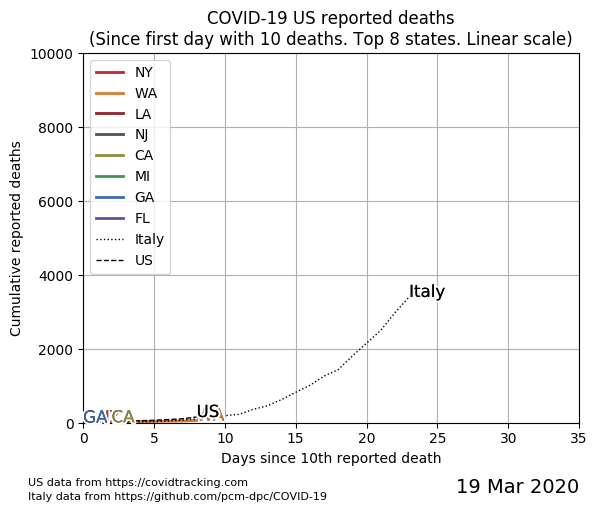 COVID-19 US reported deaths
(Since first day with 10 deaths. Top 8 states. Linear scale)
Cumulative reported deaths
10000
8000
6000
4000
2000
0
NY
WA
LA
NJ
CA
MI
GA
FL
Italy
US
Italy
US
GA
CA
0 5 10 15 20 25 30 35
Days since 10th reported death
US data from https://covidtracking.com
Italy data from https://github.com/pcm-dpc/COVID-19
19 Mar 2020